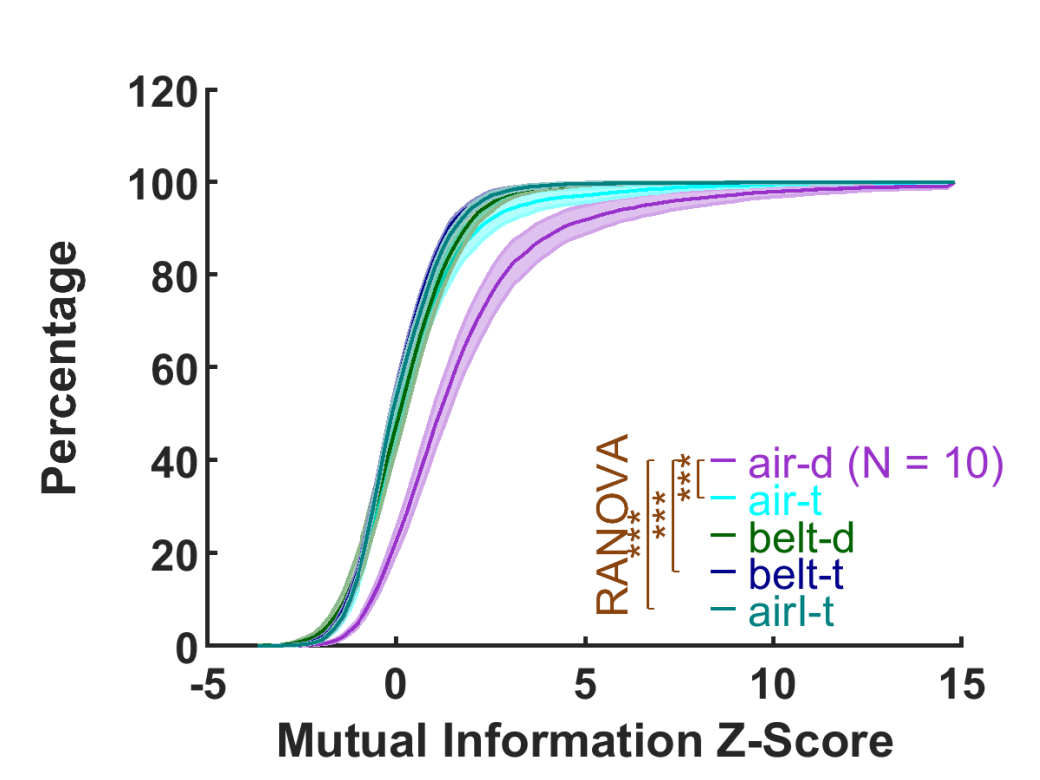 120
100
80
60
40
20
0
-5 0 5 10 15
Percentage
Mutual Information Z-Score
RANOVA
***
***
***
air-d (N = 10)
air-t
belt-d
belt-t
airI-t